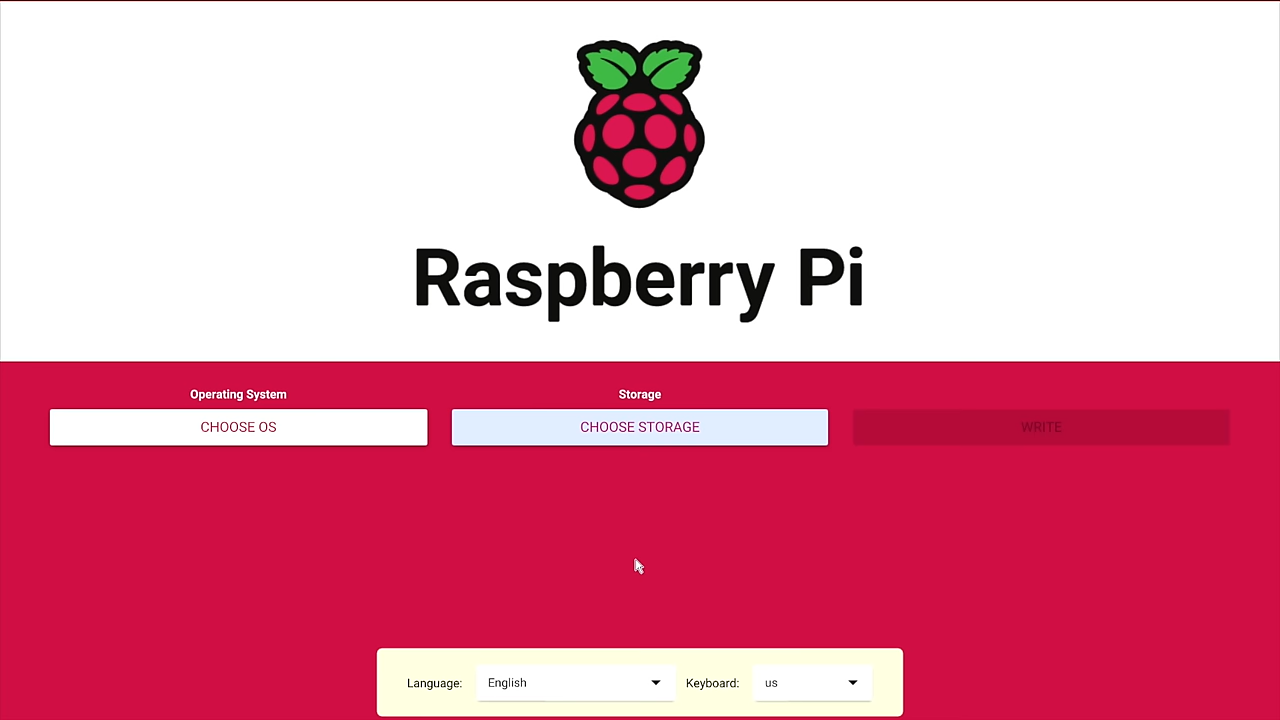 Raspberry Pi
Operating System
Storage
CHOOSE OS
CHOOSE STORAGE
WRITE
Language: English
Keyboard: us